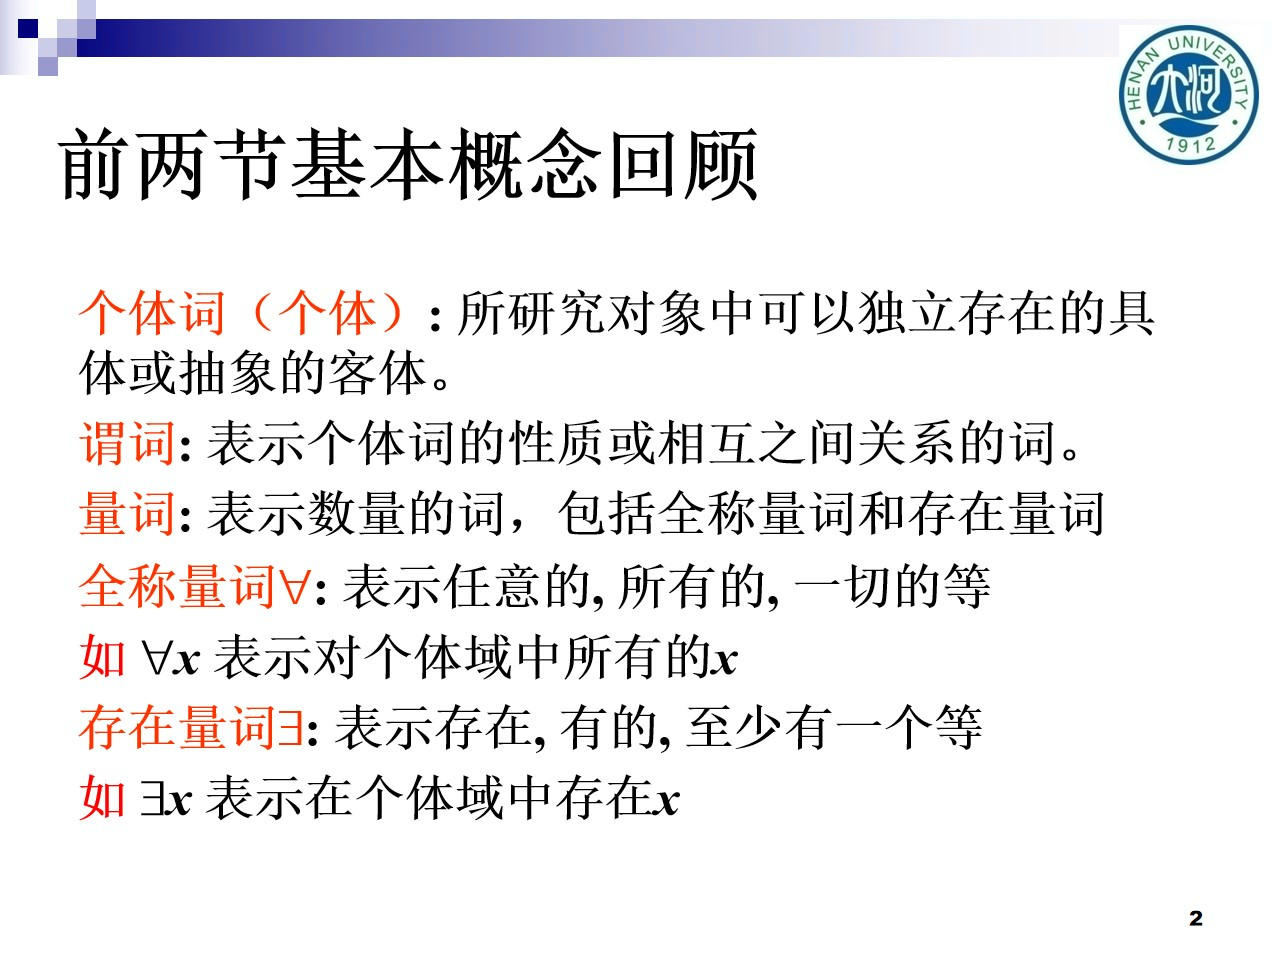 HENAN UNIVERSITY
1912
前两节基本概念回顾
个体词（个体）: 所研究对象中可以独立存在的具
体或抽象的客体。
谓词: 表示个体词的性质或相互之间关系的词。
量词: 表示数量的词，包括全称量词和存在量词
全称量词∀: 表示任意的, 所有的, 一切的等
如 ∀x 表示对个体域中所有的x
存在量词∃: 表示存在, 有的, 至少有一个等
如 ∃x 表示在个体域中存在x
2